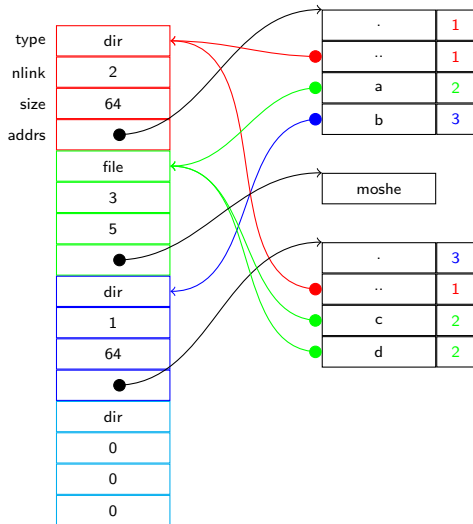 type dir
nlink 2
size 64
addrs
file
3
5
dir
1
64
dir
0
0
0
. 1
.. 1
a 2
b 3
moshe
. 3
.. 1
c 2
d 2